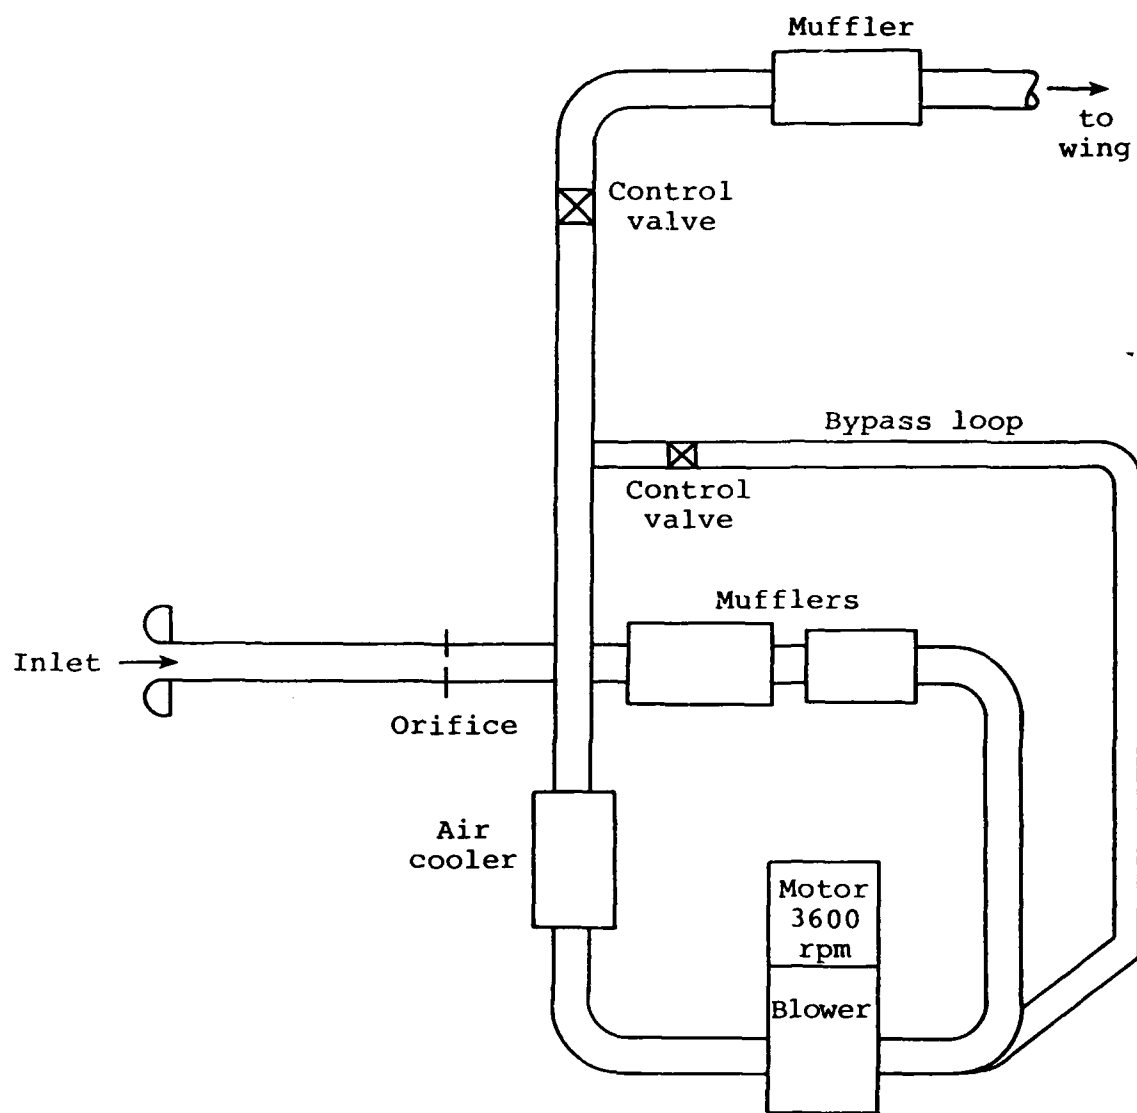 Muffler
to
wing
Control
valve
Bypass loop
Control
valve
Mufflers
Inlet
Orifice
Air
cooler
Motor
3600
rpm
Blower